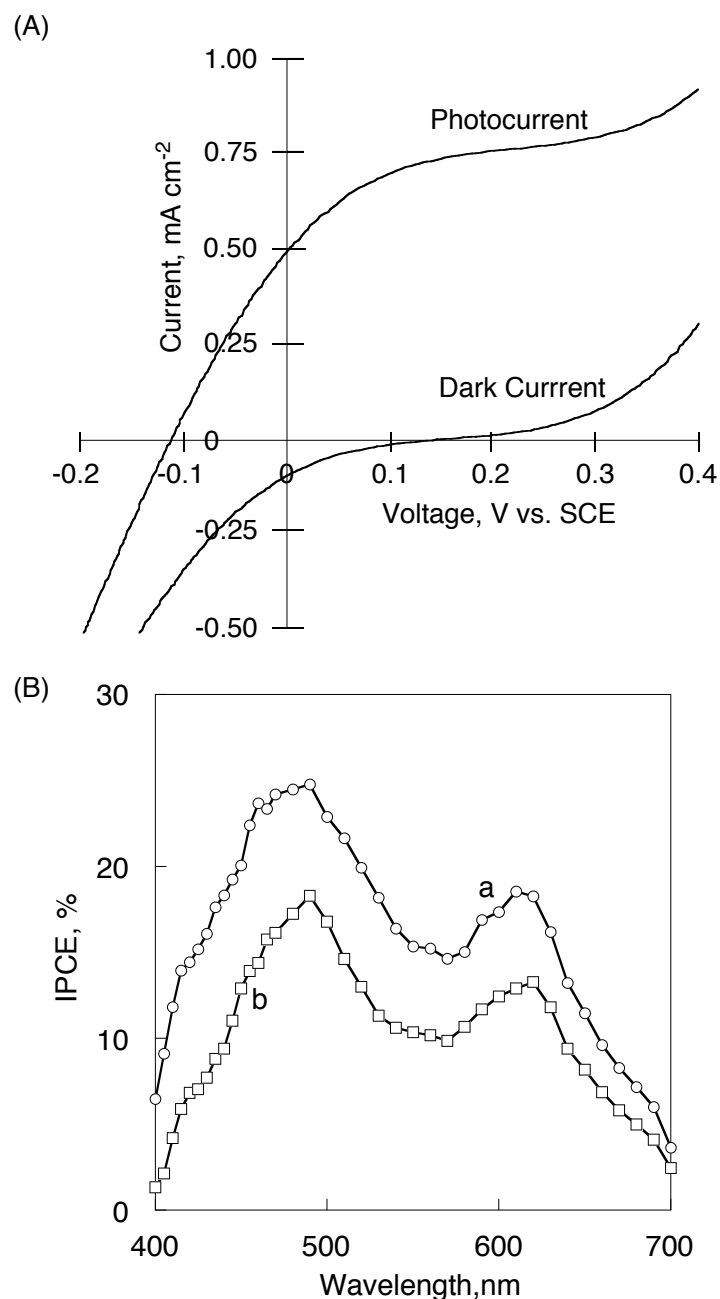 (A)
1.00
Photocurrent
0.75
Current, mA cm-2
0.50
0.25
Dark Currrent
0
-0.2
-0.1
0
0.1
0.2
0.3
0.4
Voltage, V vs. SCE
-0.25
-0.50
(B)
30
a
20
IPCE, %
b
10
0
400
500
600
700
Wavelength,nm